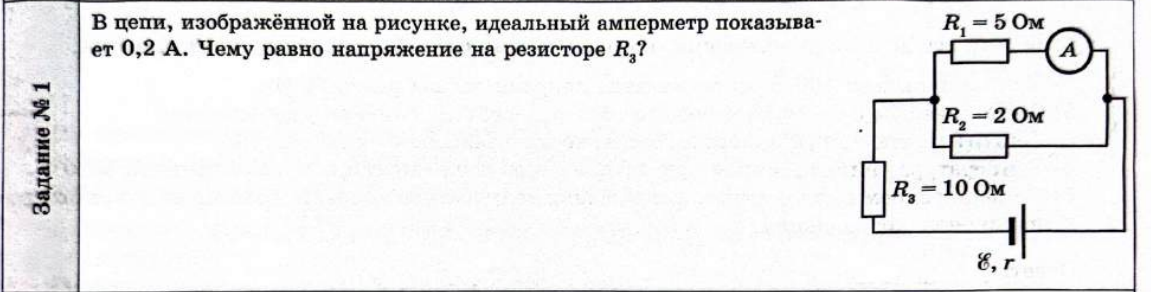 Задание № 1
В цепи, изображённой на рисунке, идеальный амперметр показыва-
ет 0,2 А. Чему равно напряжение на резисторе R₃?
R₁ = 5 Ом
A
R₂ = 2 Ом
R₃ = 10 Ом
ℰ, r